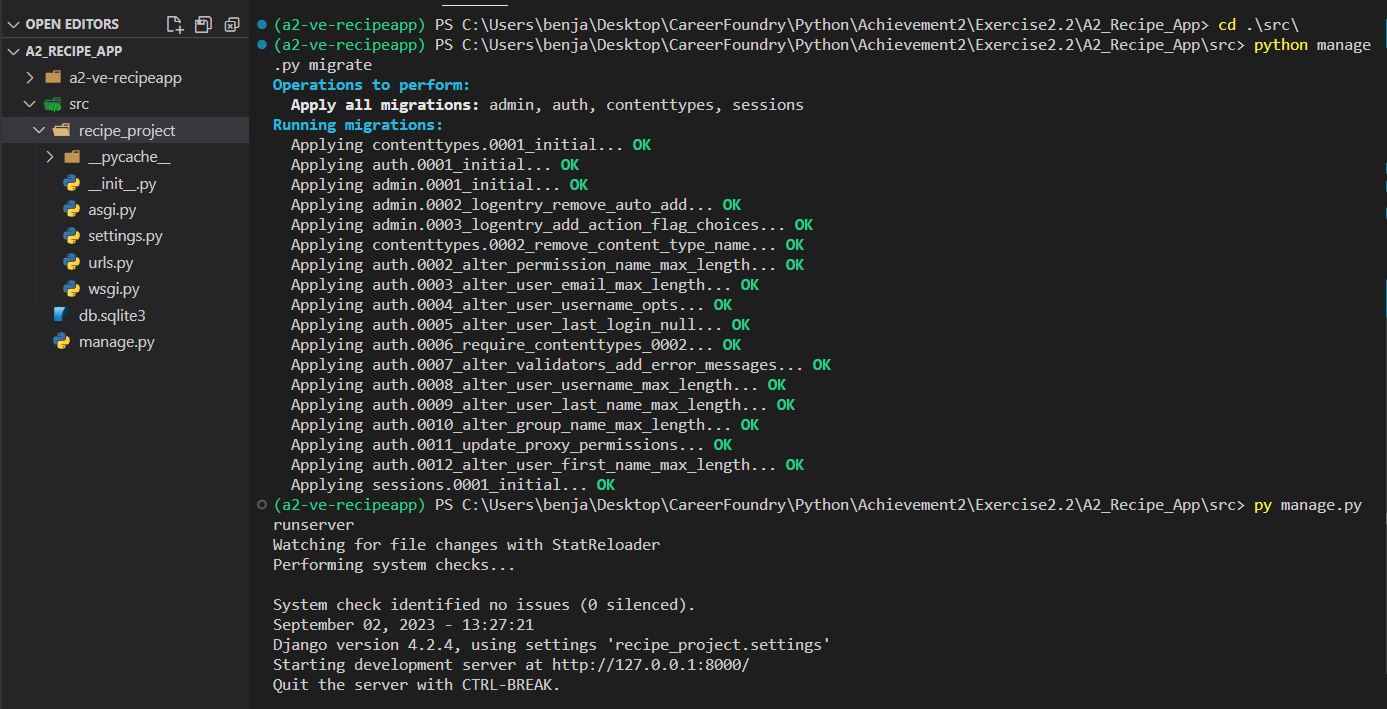 OPEN EDITORS
A2_RECIPE_APP
a2-ve-recipeapp
src
recipe_project
__pycache__
__init__.py
asgi.py
settings.py
urls.py
wsgi.py
db.sqlite3
manage.py
(a2-ve-recipeapp) PS C:\Users\benja\Desktop\CareerFoundry\Python\Achievement2\Exercise2.2\A2_Recipe_App> cd .\src\
(a2-ve-recipeapp) PS C:\Users\benja\Desktop\CareerFoundry\Python\Achievement2\Exercise2.2\A2_Recipe_App\src> python manage
.py migrate
Operations to perform:
  Apply all migrations: admin, auth, contenttypes, sessions
Running migrations:
  Applying contenttypes.0001_initial... OK
  Applying auth.0001_initial... OK
  Applying admin.0001_initial... OK
  Applying admin.0002_logentry_remove_auto_add... OK
  Applying admin.0003_logentry_add_action_flag_choices... OK
  Applying contenttypes.0002_remove_content_type_name... OK
  Applying auth.0002_alter_permission_name_max_length... OK
  Applying auth.0003_alter_user_email_max_length... OK
  Applying auth.0004_alter_user_username_opts... OK
  Applying auth.0005_alter_user_last_login_null... OK
  Applying auth.0006_require_contenttypes_0002... OK
  Applying auth.0007_alter_validators_add_error_messages... OK
  Applying auth.0008_alter_user_username_max_length... OK
  Applying auth.0009_alter_user_last_name_max_length... OK
  Applying auth.0010_alter_group_name_max_length... OK
  Applying auth.0011_update_proxy_permissions... OK
  Applying auth.0012_alter_user_first_name_max_length... OK
  Applying sessions.0001_initial... OK
(a2-ve-recipeapp) PS C:\Users\benja\Desktop\CareerFoundry\Python\Achievement2\Exercise2.2\A2_Recipe_App\src> py manage.py
runserver
Watching for file changes with StatReloader
Performing system checks...

System check identified no issues (0 silenced).
September 02, 2023 - 13:27:21
Django version 4.2.4, using settings 'recipe_project.settings'
Starting development server at http://127.0.0.1:8000/
Quit the server with CTRL-BREAK.